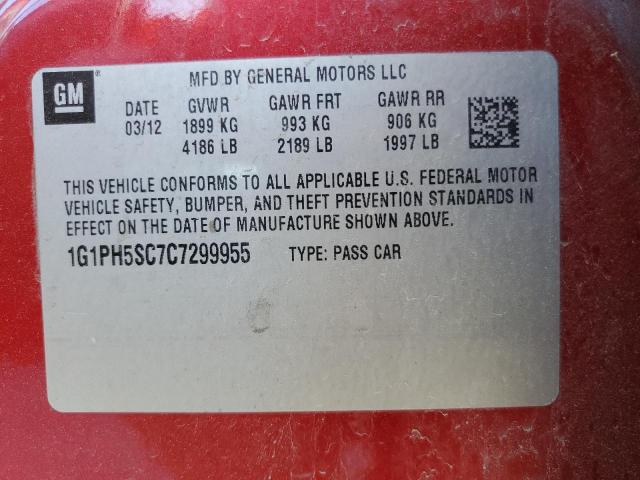 GM
MFD BY GENERAL MOTORS LLC
DATE GVWR GAWR FRT GAWR RR
03/12 1899 KG 993 KG 906 KG
4186 LB 2189 LB 1997 LB
THIS VEHICLE CONFORMS TO ALL APPLICABLE U.S. FEDERAL MOTOR
VEHICLE SAFETY, BUMPER, AND THEFT PREVENTION STANDARDS IN
EFFECT ON THE DATE OF MANUFACTURE SHOWN ABOVE.
1G1PH5SC7C7299955 TYPE: PASS CAR